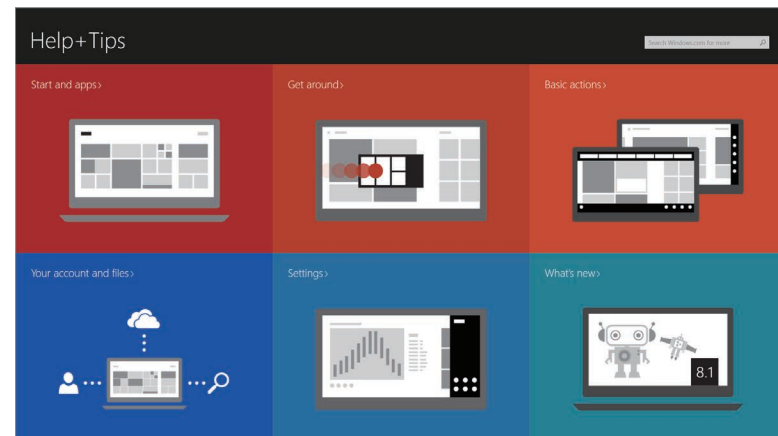 Help+Tips
Search Windows.com for more
Start and apps›
Get around›
Basic actions›
Your account and files›
Settings›
What's new›
8.1